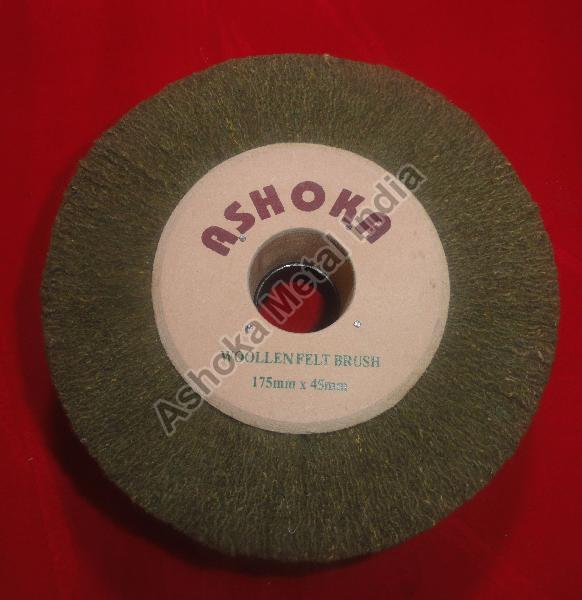 ASHOKA
WOOLLEN FELT BRUSH
175mm x 45mm
Ashoka Metal India